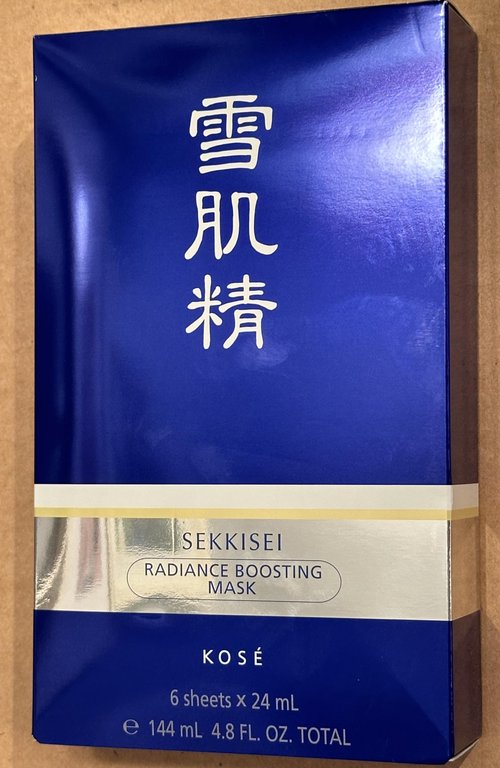 雪肌精
SEKKISEI
RADIANCE BOOSTING
MASK
KOSÉ
6 sheets x 24 mL
℮ 144 mL 4.8 FL. OZ. TOTAL